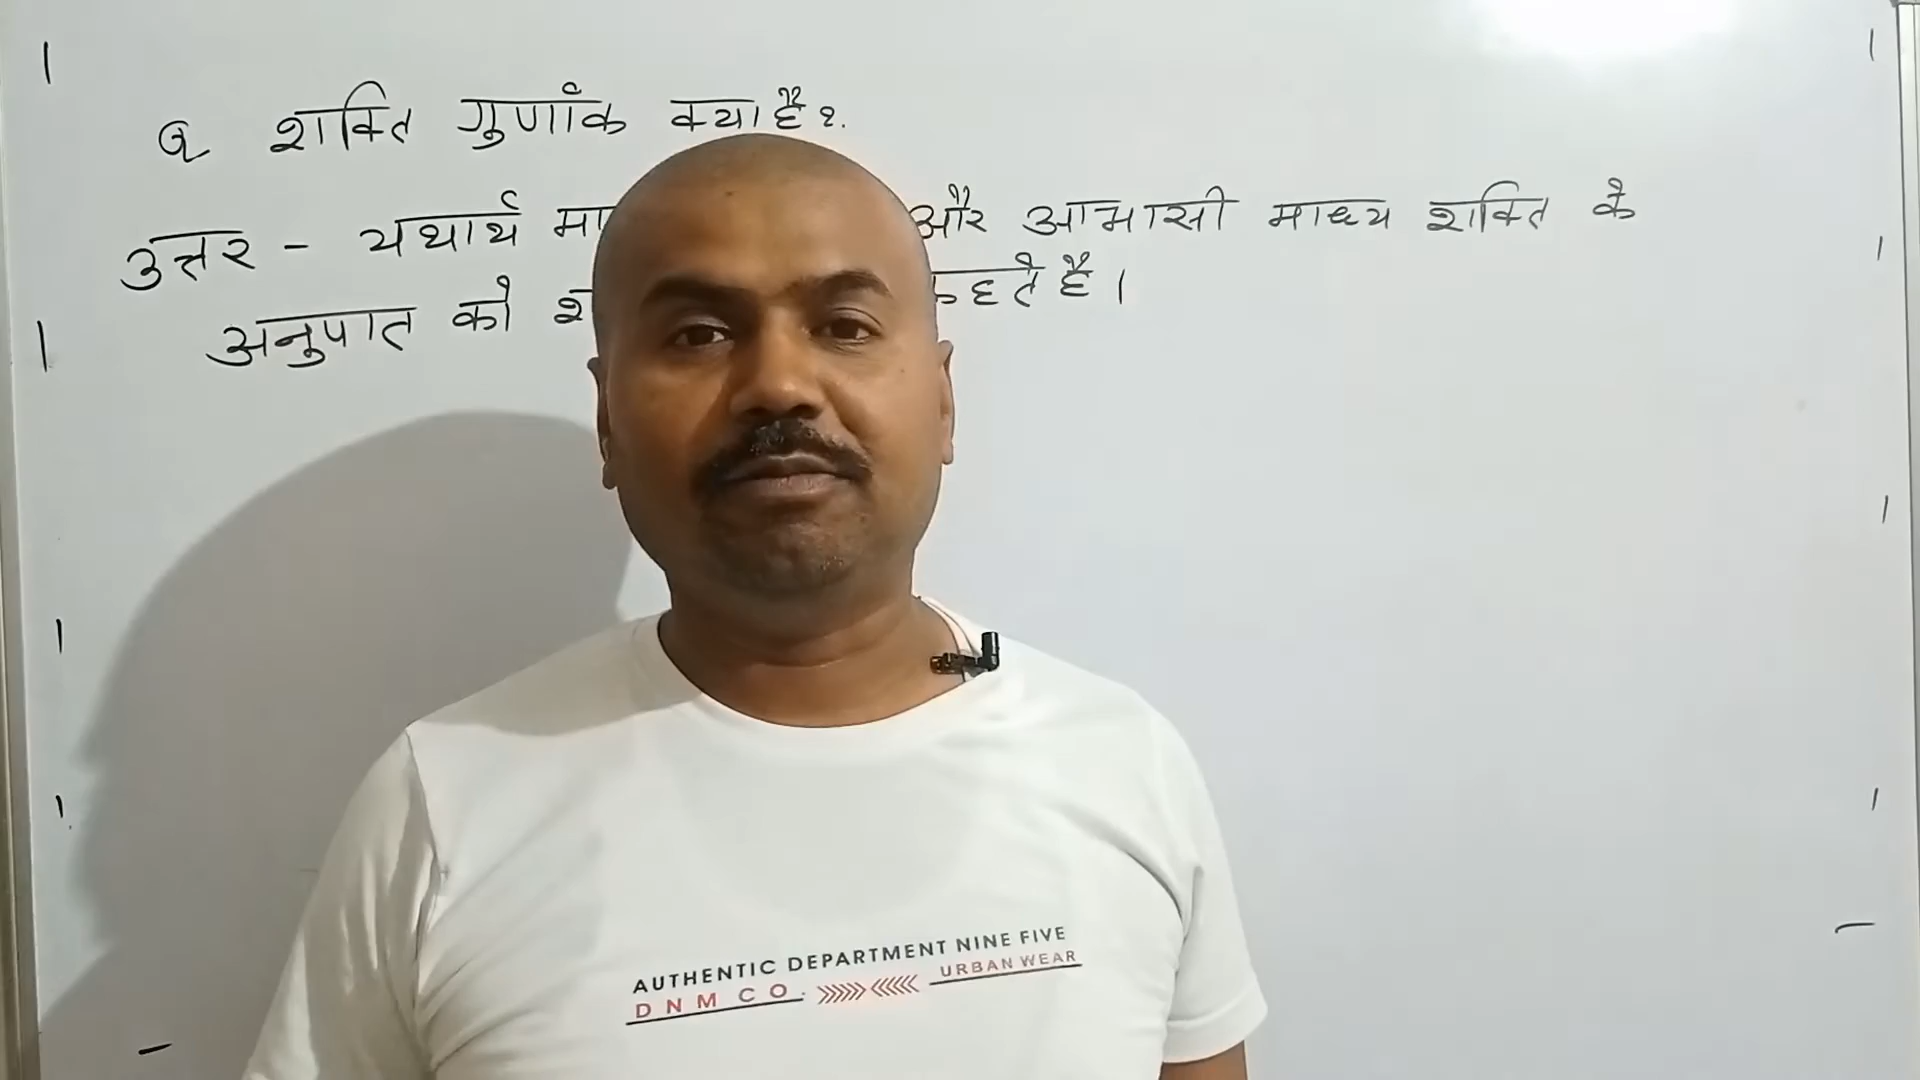 Q शक्ति गुणांक क्या है ?.
उत्तर - यथार्थ और आभासी माध्य शक्ति के
अनुपात को कहते हैं ।
AUTHENTIC DEPARTMENT NINE FIVE
DNM CO. URBAN WEAR